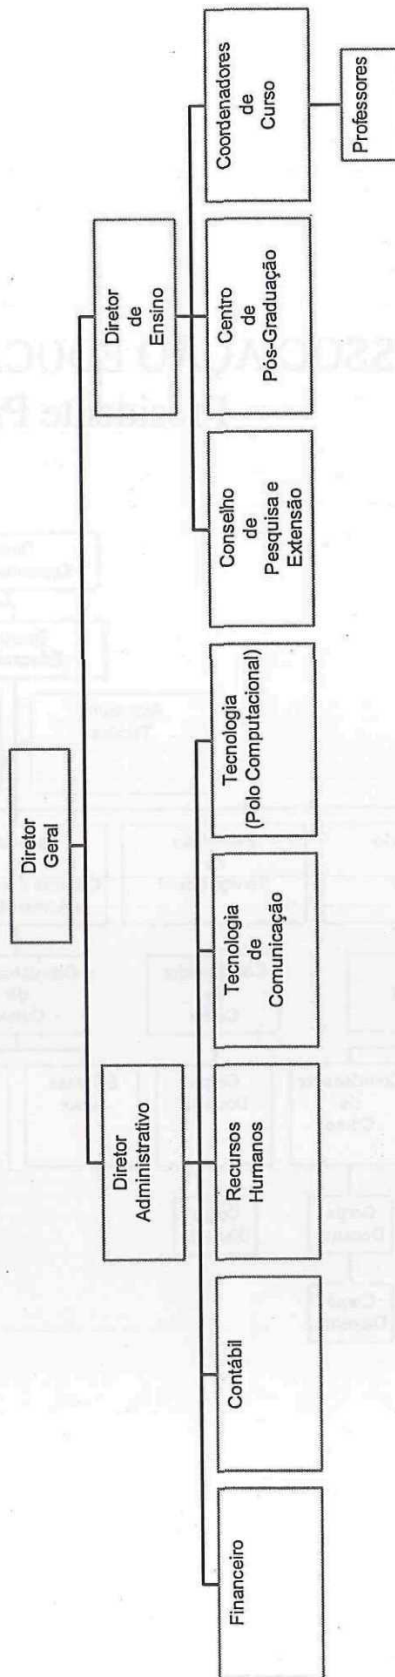 Diretor
Geral
Diretor
Administrativo
Diretor
de
Ensino
Financeiro
Contábil
Recursos
Humanos
Tecnologia
de
Comunicação
Tecnologia
(Polo Computacional)
Conselho
de
Pesquisa e
Extensão
Centro
de
Pós-Graduação
Coordenadores
de
Curso
Professores